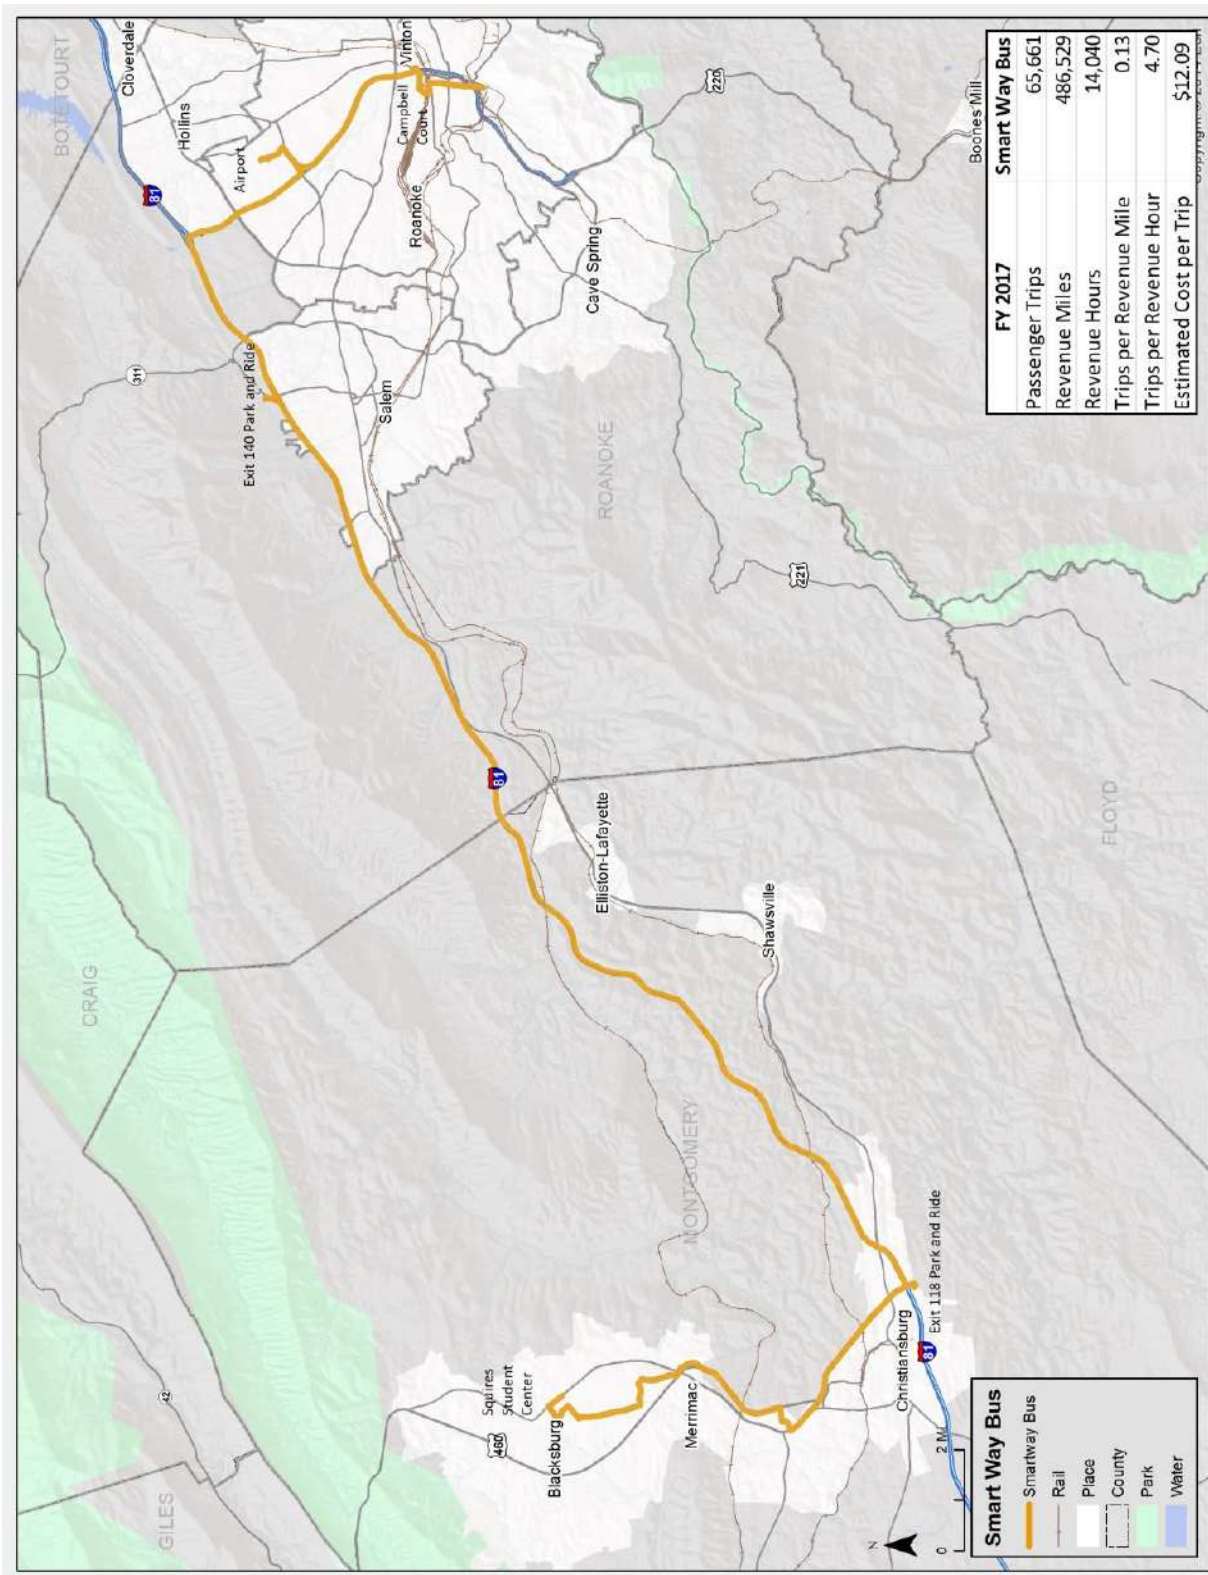 BOTETOURT
Cloverdale
81
Hollins
Airport
Vinton
Campbell
Court
Roanoke
Cave Spring
220
Boones Mill
311
Exit 140 Park and Ride
Salem
ROANOKE
221
CRAIG
81
Elliston-Lafayette
Shawsville
FLOYD
MONTGOMERY
GILES
42
460
Squires
Student
Center
Blacksburg
Merrimac
Christiansburg
Exit 118 Park and Ride
81
FY 2017 Smart Way Bus
Passenger Trips 65,661
Revenue Miles 486,529
Revenue Hours 14,040
Trips per Revenue Mile 0.13
Trips per Revenue Hour 4.70
Estimated Cost per Trip $12.09
N
0 2 Mi
Smart Way Bus
Smartway Bus
Rail
Place
County
Park
Water